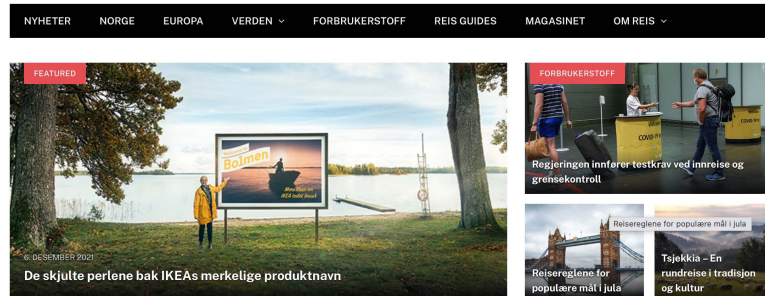 NYHETER NORGE EUROPA VERDEN FORBRUKERSTOFF REIS GUIDES MAGASINET OM REIS
FEATURED
Bolmen
6. DESEMBER 2021
De skjulte perlene bak IKEAs merkelige produktnavn
FORBRUKERSTOFF
COVID-
Regjeringen innfører testkrav ved innreise og
grensekontroll
Reisereglene for populære mål i jula
Reisereglene for
populære mål i jula
Tsjekkia – En
rundreise i tradisjon
og kultur